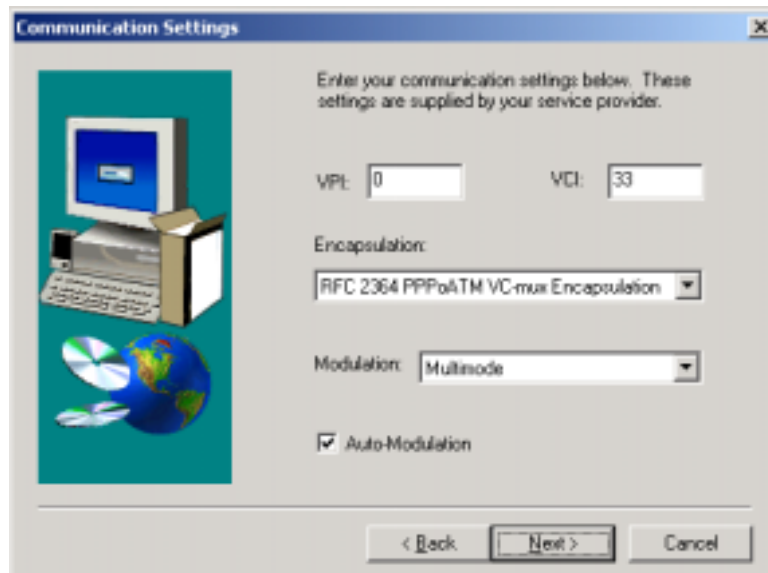 Communication Settings
Enter your communication settings below. These
settings are supplied by your service provider.
VPI: 0 VCI: 33
Encapsulation:
RFC 2364 PPPoATM VC-mux Encapsulation
Modulation: Multimode
Auto-Modulation
< Back Next > Cancel